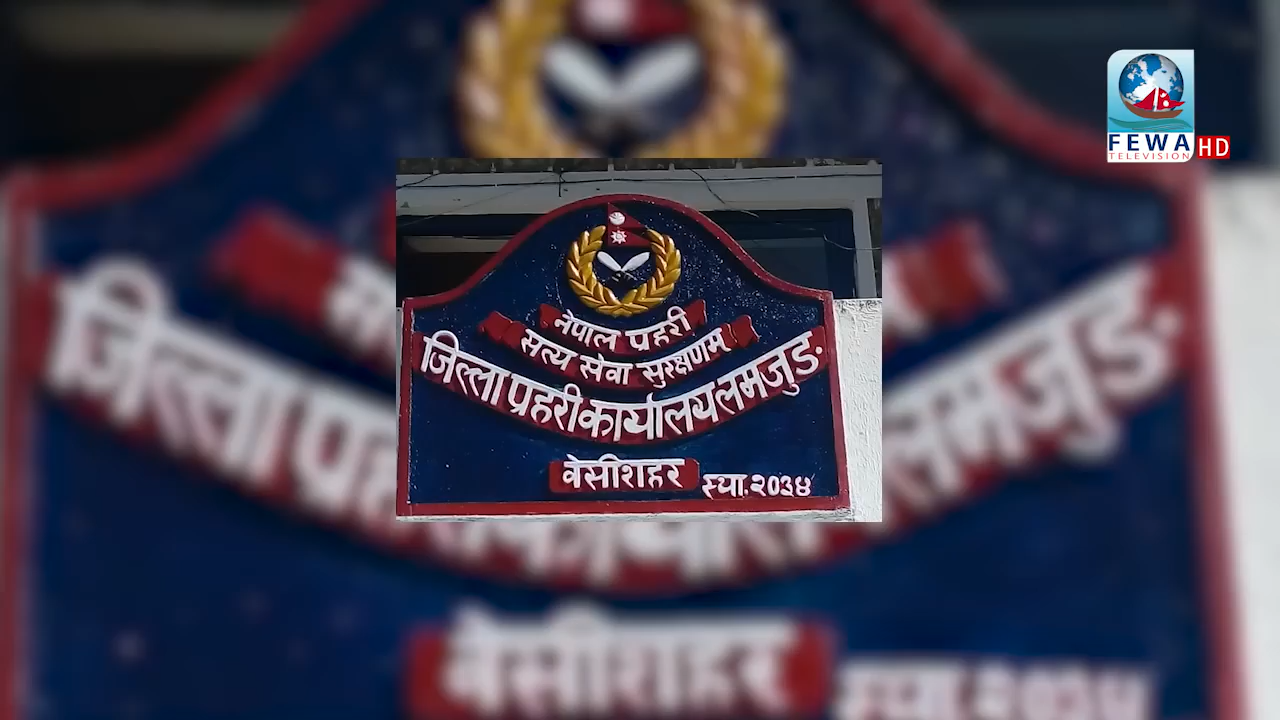 नेपाल प्रहरी
सत्य सेवा सुरक्षणम
जिल्ला प्रहरी कार्यालय लमजुङ
वेसीशहर
स्था. २०३४
FEWA
TELEVISION HD